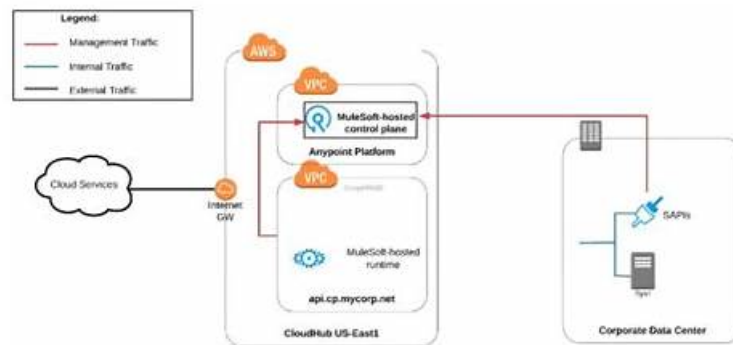 Legend:
Management Traffic
Internal Traffic
External Traffic
AWS
VPC
MuleSoft-hosted
control plane
Anypoint Platform
VPC
Cloud Services
Internet
GW
MuleSoft-hosted
runtime
api.cp.mycorp.net
CloudHub US-East1
SAPIs
Corporate Data Center